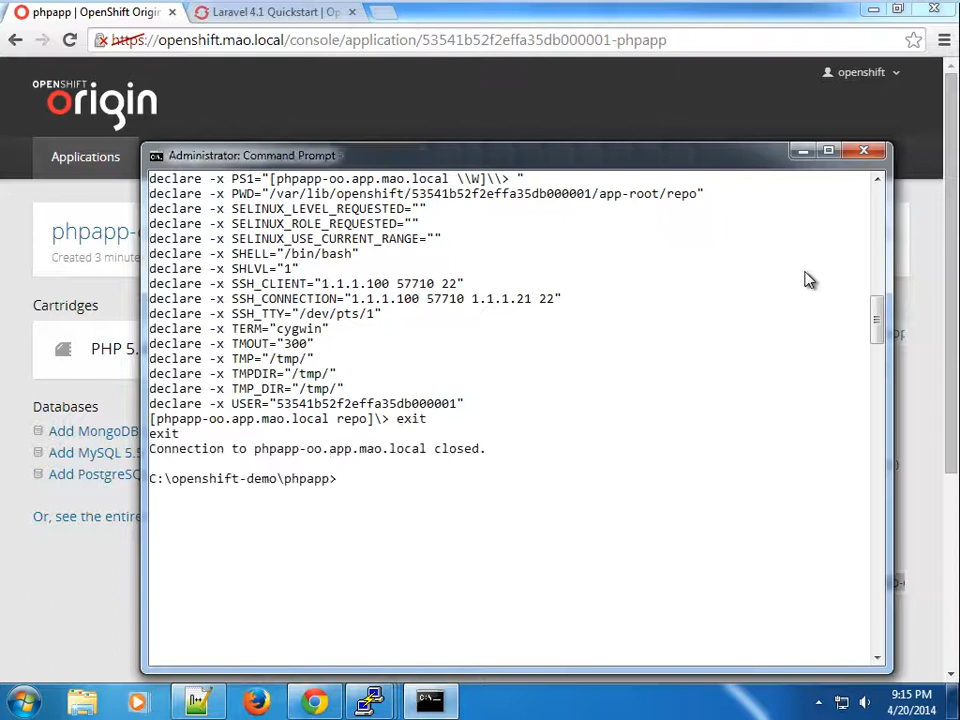 phpapp | OpenShift Origin
Laravel 4.1 Quickstart | Op
https://openshift.mao.local/console/application/53541b52f2effa35db000001-phpapp
OPENSHIFT
origin
openshift
Applications
phpapp-
Created 3 minute
Cartridges
PHP 5.
Databases
Add MongoDB
Add MySQL 5.5
Add PostgreSQ
Or, see the entire
Administrator: Command Prompt -
declare -x PS1="[phpapp-oo.app.mao.local \\W]\\> "
declare -x PWD="/var/lib/openshift/53541b52f2effa35db000001/app-root/repo"
declare -x SELINUX_LEVEL_REQUESTED=""
declare -x SELINUX_ROLE_REQUESTED=""
declare -x SELINUX_USE_CURRENT_RANGE=""
declare -x SHELL="/bin/bash"
declare -x SHLVL="1"
declare -x SSH_CLIENT="1.1.1.100 57710 22"
declare -x SSH_CONNECTION="1.1.1.100 57710 1.1.1.21 22"
declare -x SSH_TTY="/dev/pts/1"
declare -x TERM="cygwin"
declare -x TMOUT="300"
declare -x TMP="/tmp/"
declare -x TMPDIR="/tmp/"
declare -x TMP_DIR="/tmp/"
declare -x USER="53541b52f2effa35db000001"
[phpapp-oo.app.mao.local repo]\> exit
exit
Connection to phpapp-oo.app.mao.local closed.
C:\openshift-demo\phpapp>
C:\.
9:15 PM
4/20/2014